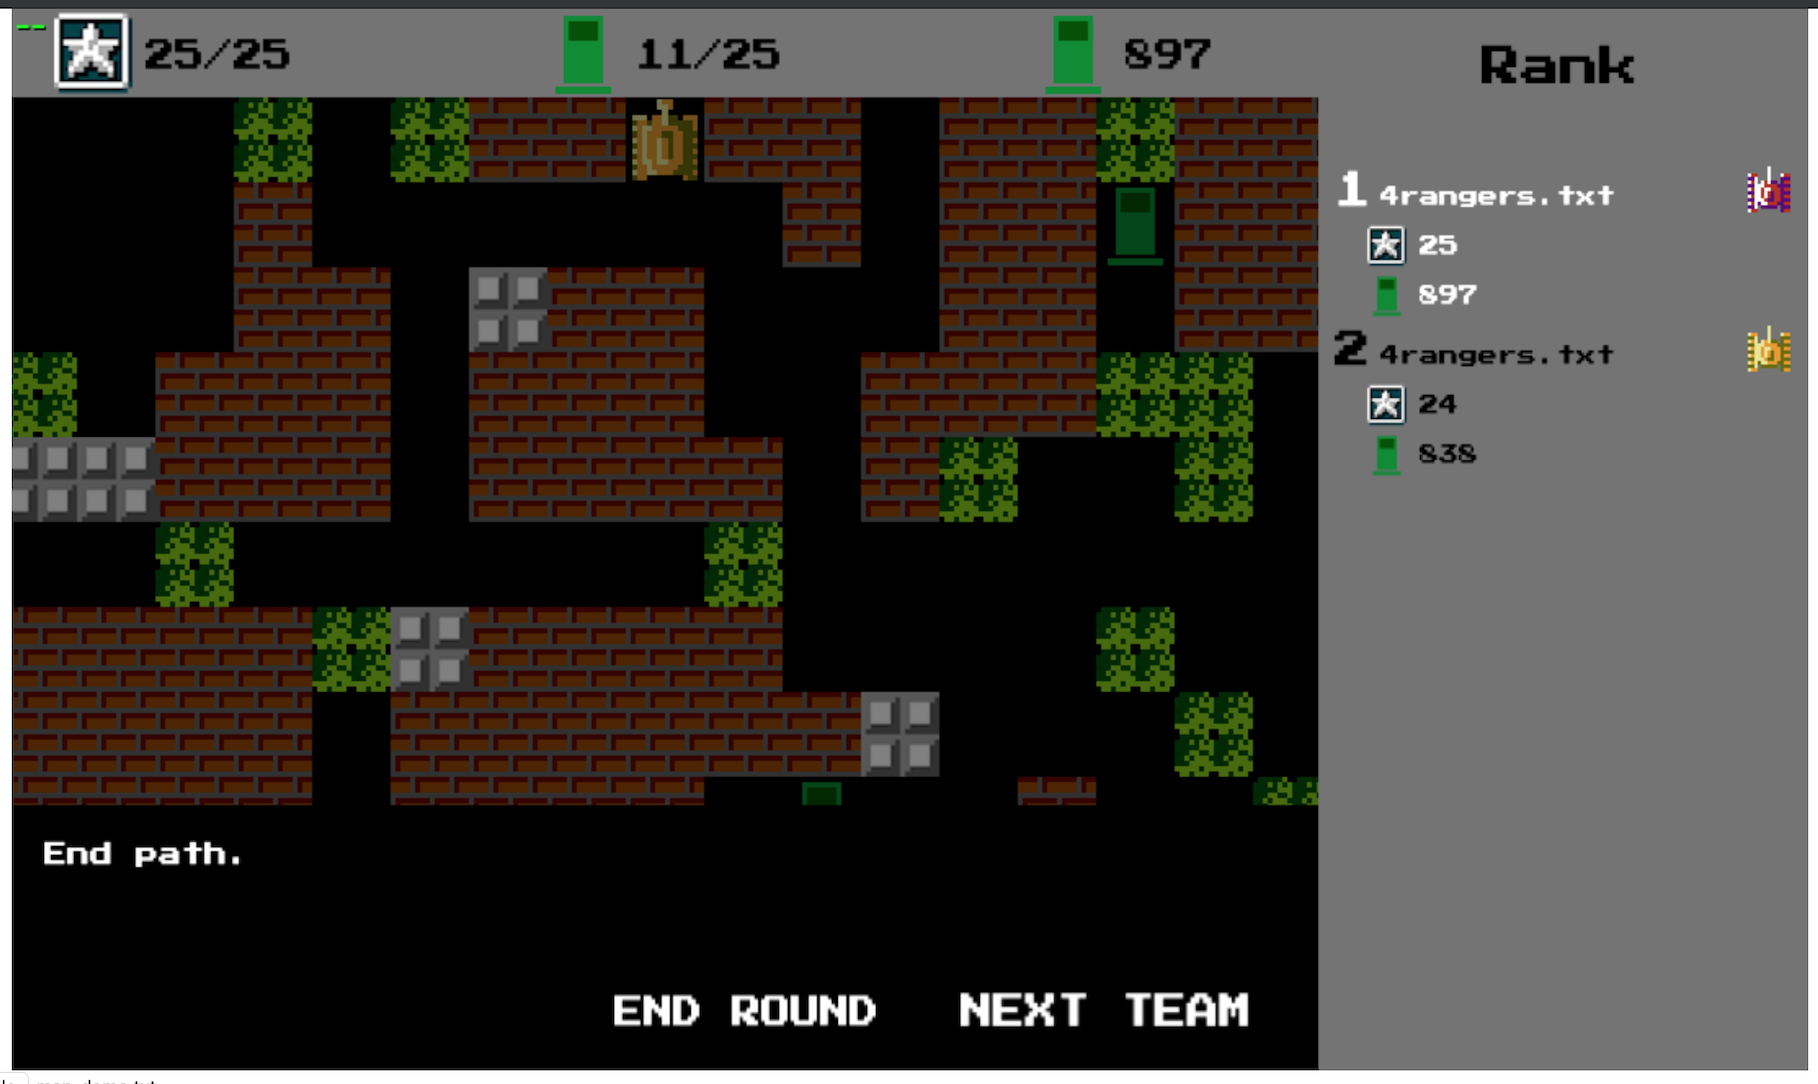 --
25/25
11/25
897
Rank
1 4rangers.txt
25
897
2 4rangers.txt
24
838
End path.
END ROUND
NEXT TEAM